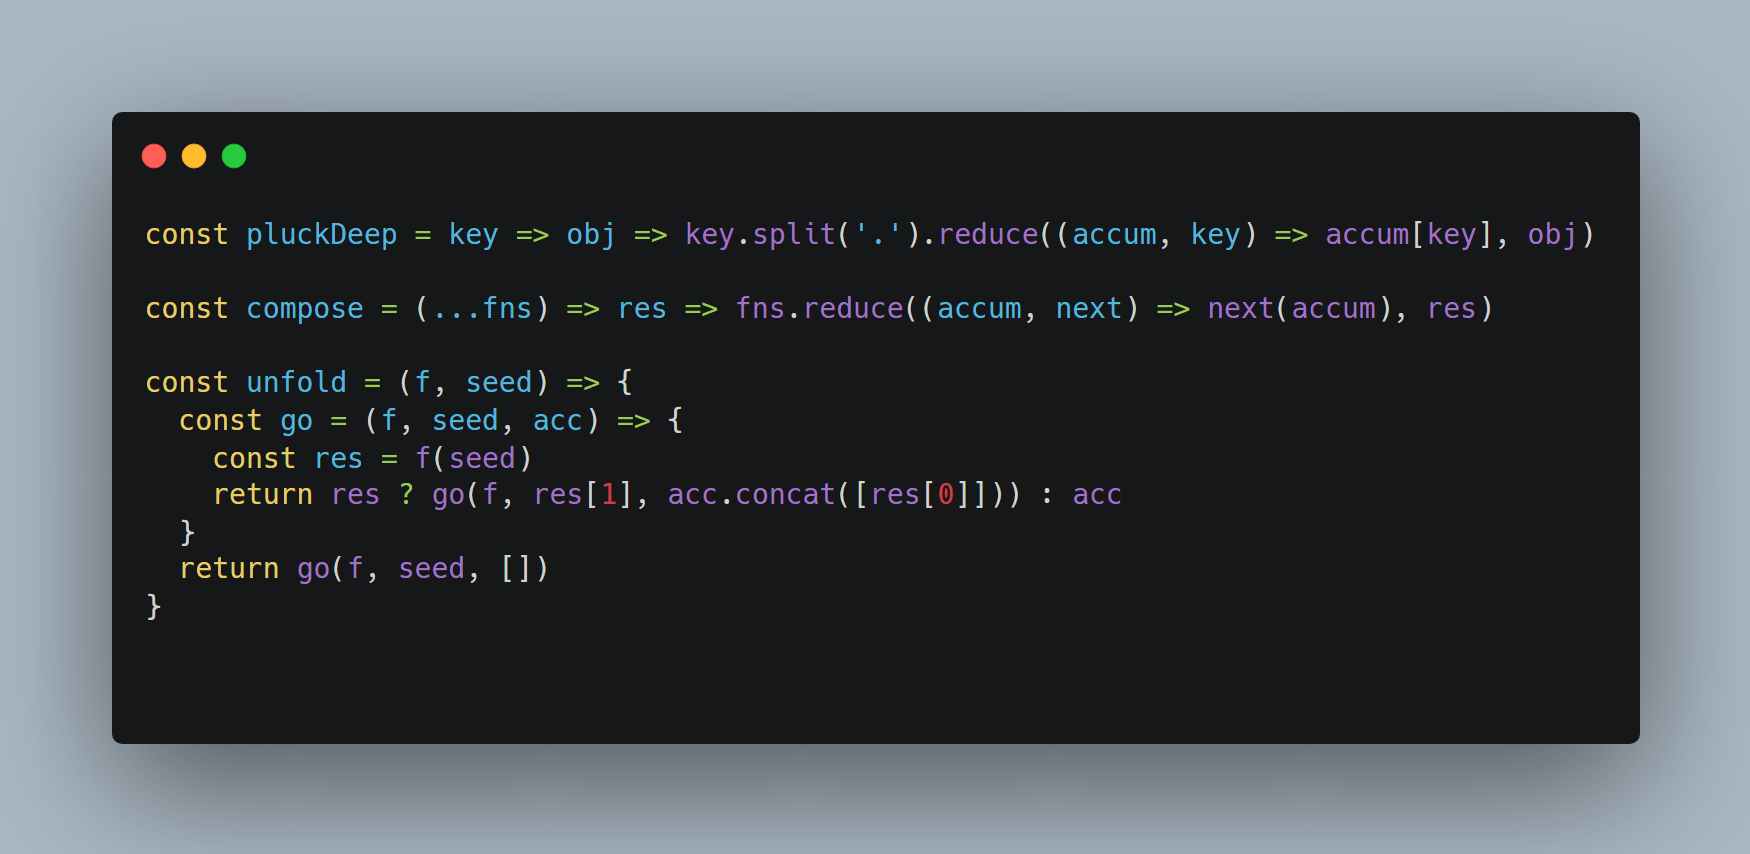 const pluckDeep = key => obj => key.split('.').reduce((accum, key) => accum[key], obj)

const compose = (...fns) => res => fns.reduce((accum, next) => next(accum), res)

const unfold = (f, seed) => {
  const go = (f, seed, acc) => {
    const res = f(seed)
    return res ? go(f, res[1], acc.concat([res[0]])) : acc
  }
  return go(f, seed, [])
}